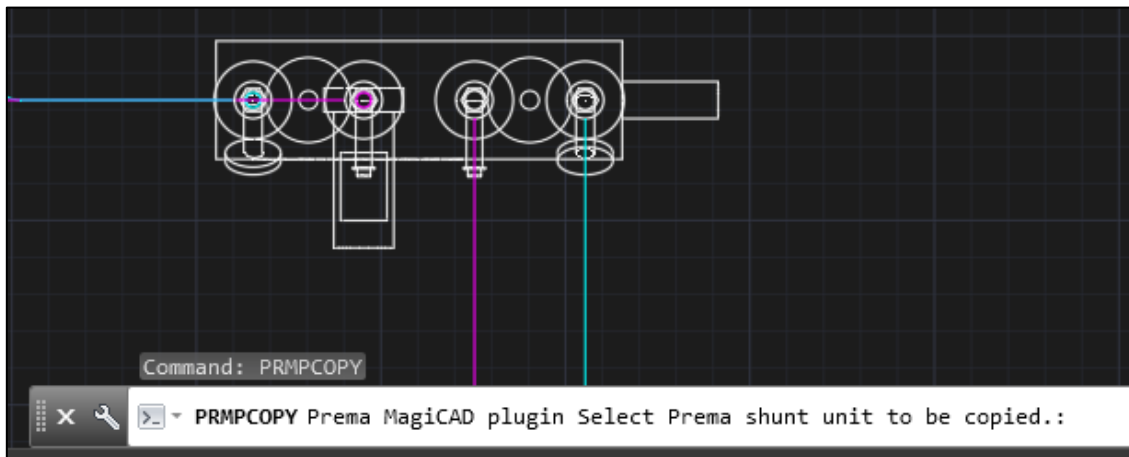 Command: PRMPCOPY
PRMPCOPY Prema MagiCAD plugin Select Prema shunt unit to be copied.: